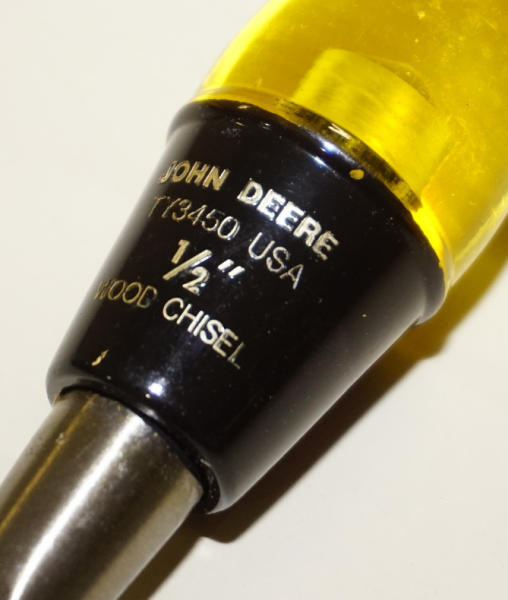 JOHN DEERE
TY3450 USA
1/2"
WOOD CHISEL